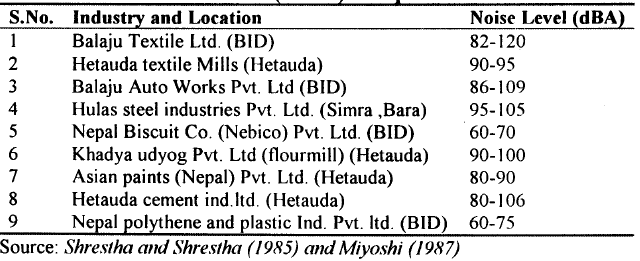 S.No. Industry and Location Noise Level (dBA)
1 Balaju Textile Ltd. (BID) 82-120
2 Hetauda textile Mills (Hetauda) 90-95
3 Balaju Auto Works Pvt. Ltd (BID) 86-109
4 Hulas steel industries Pvt. Ltd. (Simra ,Bara) 95-105
5 Nepal Biscuit Co. (Nebico) Pvt. Ltd. (BID) 60-70
6 Khadya udyog Pvt. Ltd (flourmill) (Hetauda) 90-100
7 Asian paints (Nepal) Pvt. Ltd. (Hetauda) 80-90
8 Hetauda cement ind.ltd. (Hetauda) 80-106
9 Nepal polythene and plastic Ind. Pvt. ltd. (BID) 60-75
Source: Shrestha and Shrestha (1985) and Miyoshi (1987)